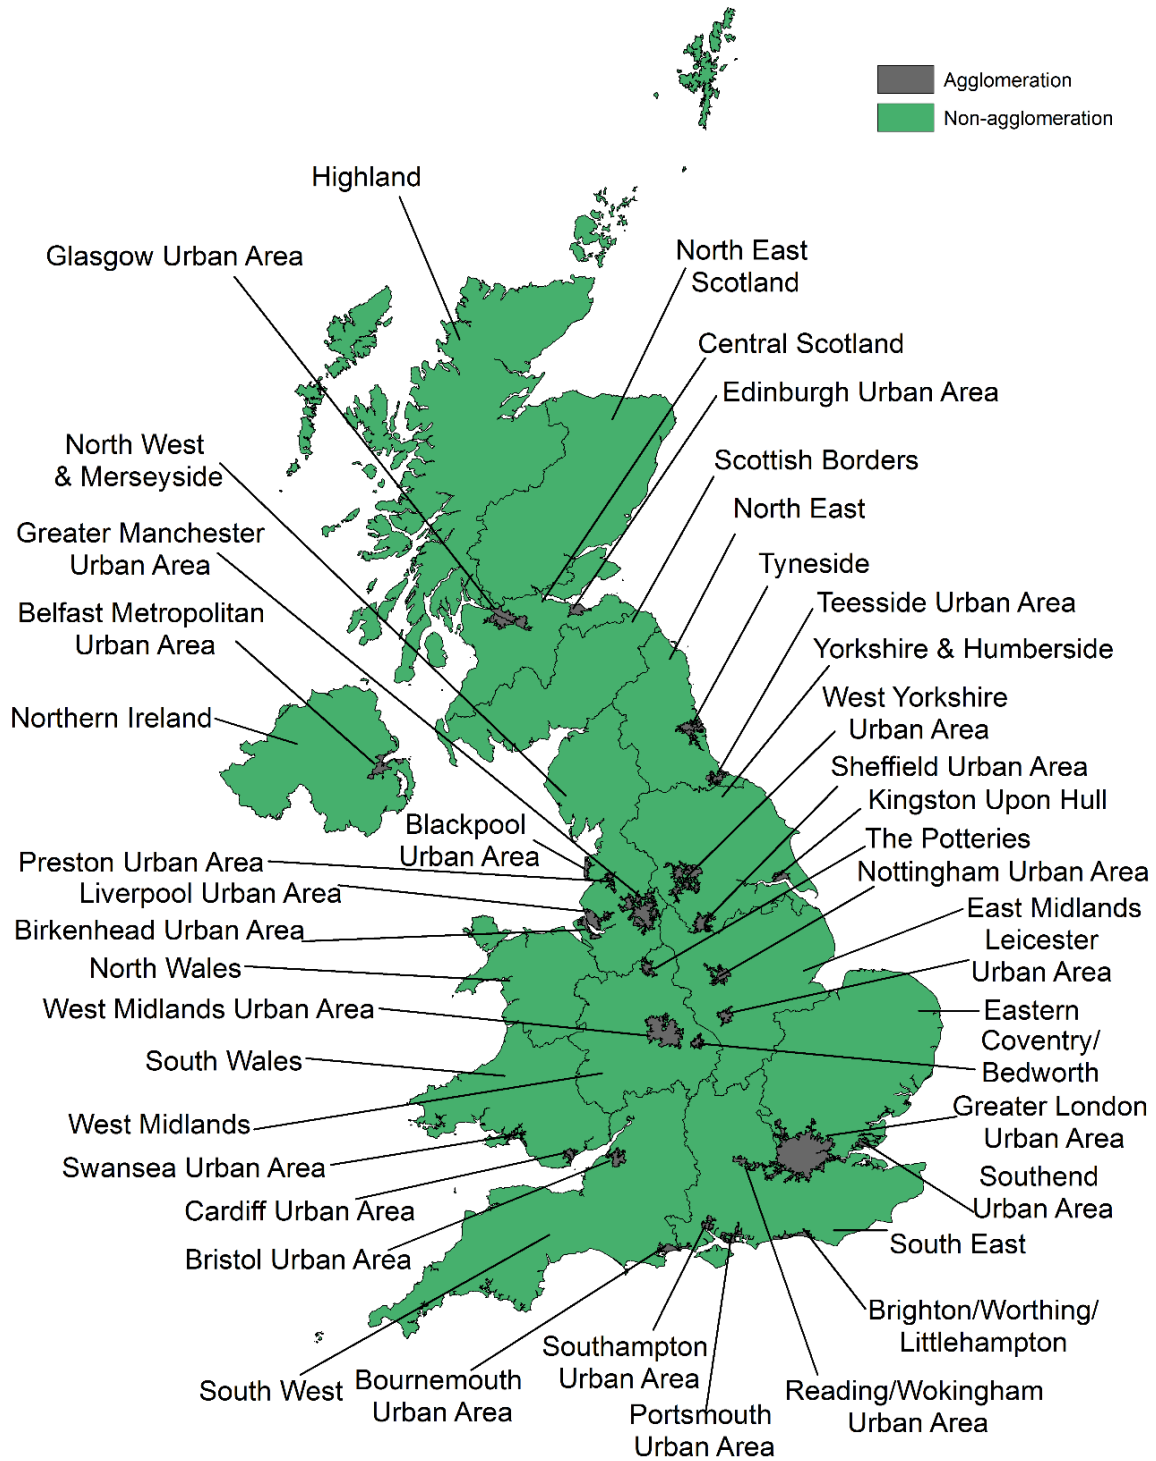 Agglomeration
Non-agglomeration
Highland
Glasgow Urban Area
North East
Scotland
Central Scotland
Edinburgh Urban Area
North West
& Merseyside
Scottish Borders
North East
Greater Manchester
Urban Area
Tyneside
Belfast Metropolitan
Urban Area
Teesside Urban Area
Yorkshire & Humberside
Northern Ireland
West Yorkshire
Urban Area
Sheffield Urban Area
Kingston Upon Hull
Blackpool
Urban Area
The Potteries
Preston Urban Area
Nottingham Urban Area
Liverpool Urban Area
East Midlands
Birkenhead Urban Area
Leicester
Urban Area
North Wales
West Midlands Urban Area
Eastern
Coventry/
Bedworth
South Wales
Greater London
Urban Area
West Midlands
Swansea Urban Area
Southend
Urban Area
Cardiff Urban Area
South East
Bristol Urban Area
Brighton/Worthing/
Littlehampton
Southampton
Urban Area
South West
Bournemouth
Urban Area
Reading/Wokingham
Urban Area
Portsmouth
Urban Area